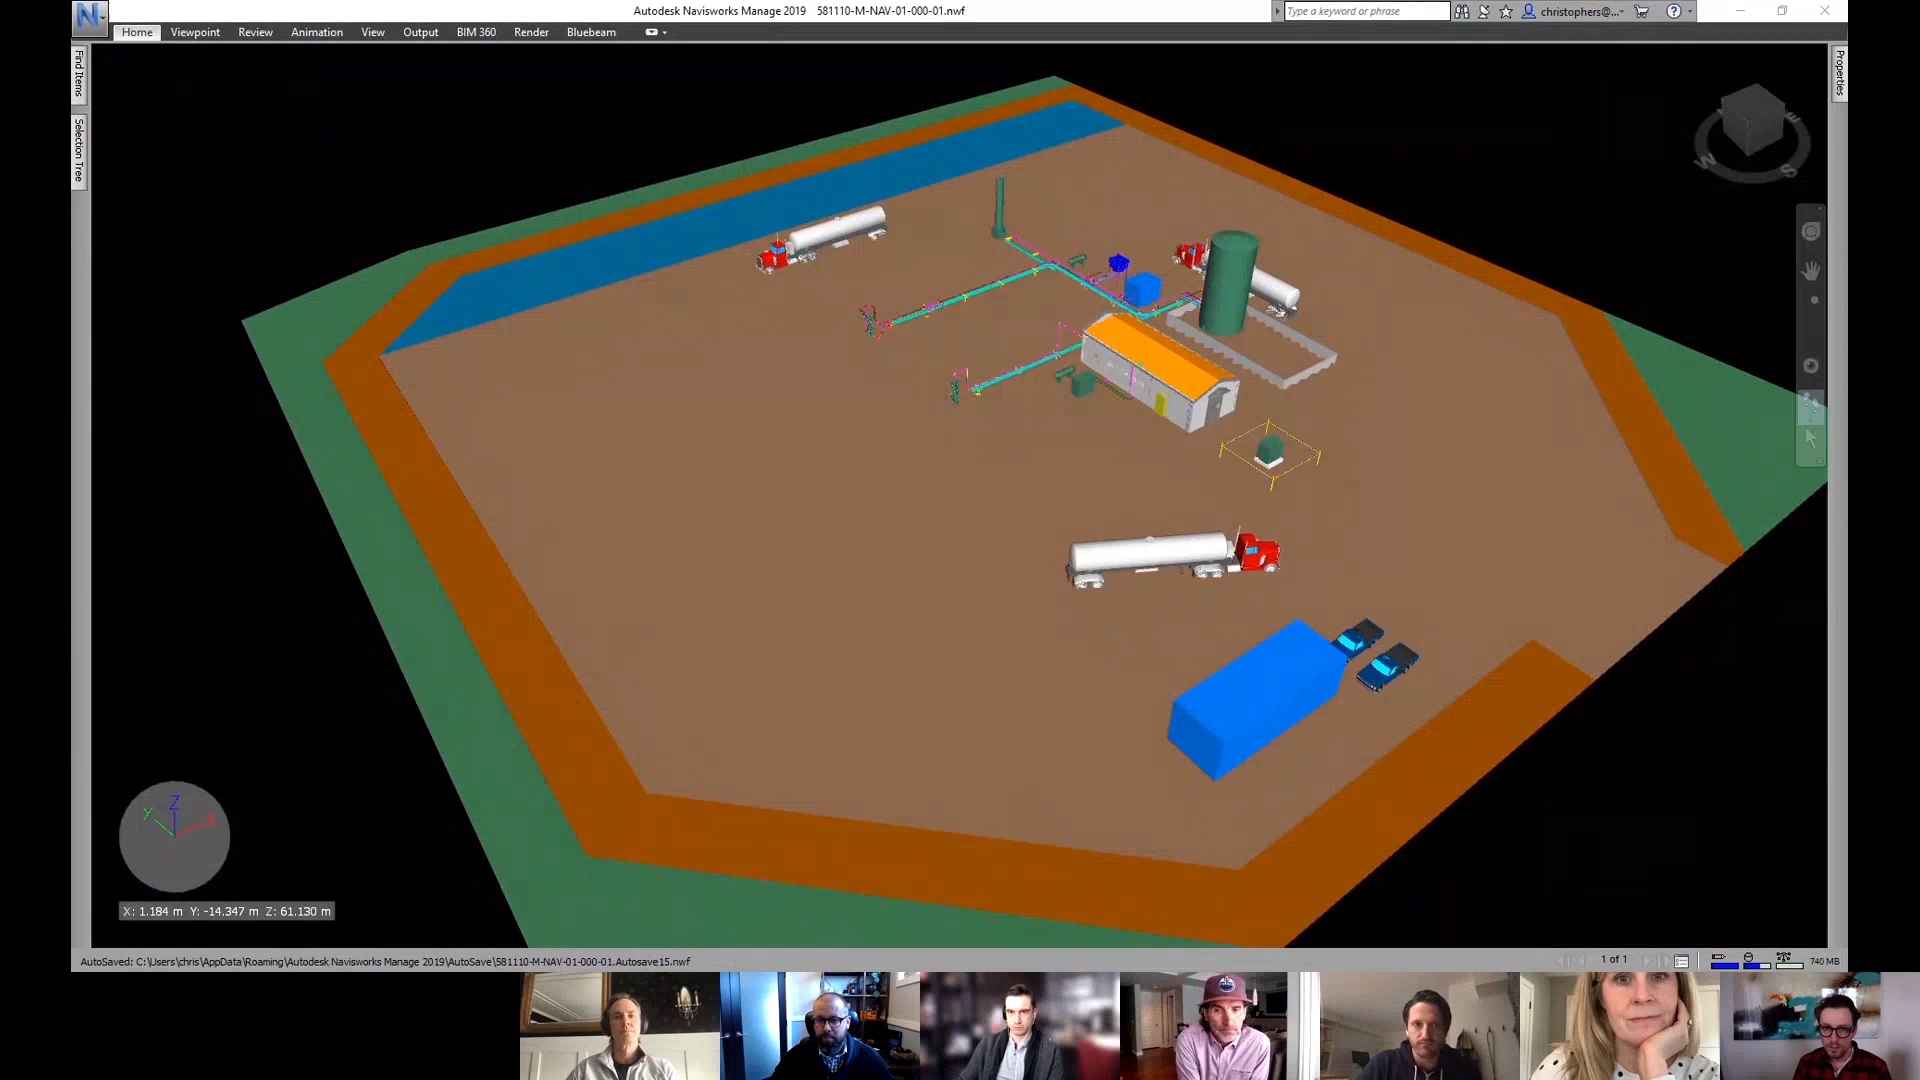 Autodesk Navisworks Manage 2019 581110-M-NAV-01-000-01.nwf
Type a keyword or phrase
christophers@...
Home Viewpoint Review Animation View Output BIM 360 Render Bluebeam
Find Items
Selection Tree
Properties
E
W
S
Z
Y
X
X: 1.184 m Y: -14.347 m Z: 61.130 m
AutoSaved: C:\Users\chris\AppData\Roaming\Autodesk Navisworks Manage 2019\AutoSave\581110-M-NAV-01-000-01.Autosave15.nwf
1 of 1
740 MB